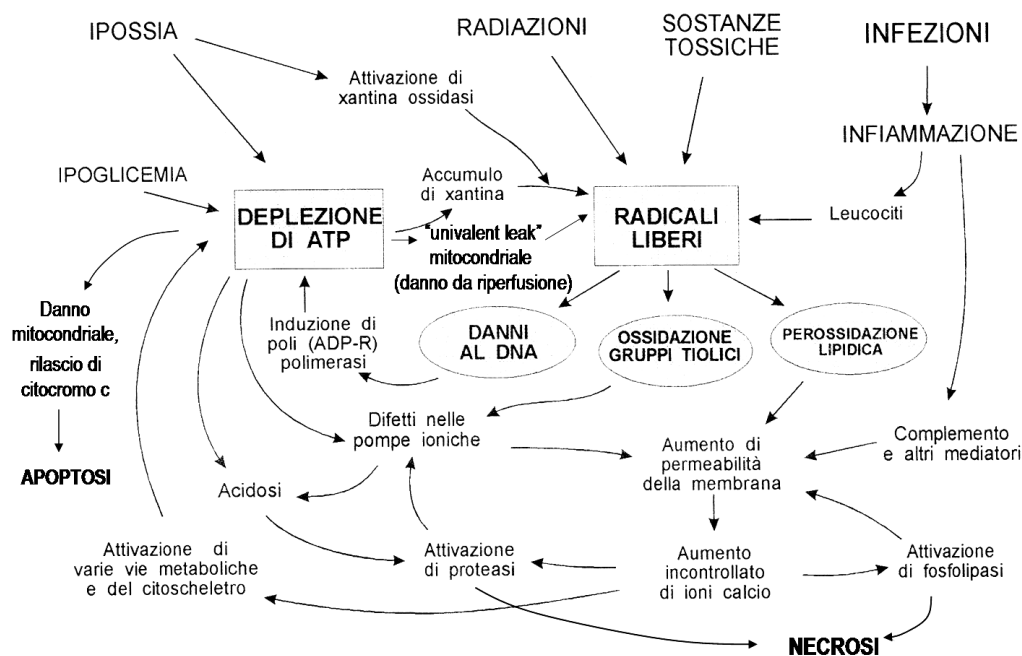 IPOSSIA
RADIAZIONI
SOSTANZE
TOSSICHE
INFEZIONI
Attivazione di
xantina ossidasi
INFIAMMAZIONE
IPOGLICEMIA
Accumulo
di xantina
DEPLEZIONE
DI ATP
"univalent leak"
mitocondriale
(danno da riperfusione)
RADICALI
LIBERI
Leucociti
Danno
mitocondriale,
rilascio di
citocromo c
Induzione di
poli (ADP-R)
polimerasi
DANNI
AL DNA
OSSIDAZIONE
GRUPPI TIOLICI
PEROSSIDAZIONE
LIPIDICA
APOPTOSI
Difetti nelle
pompe ioniche
Aumento di
permeabilità
della membrana
Complemento
e altri mediatori
Acidosi
Attivazione di
varie vie metaboliche
e del citoscheletro
Attivazione
di proteasi
Aumento
incontrollato
di ioni calcio
Attivazione
di fosfolipasi
NECROSI